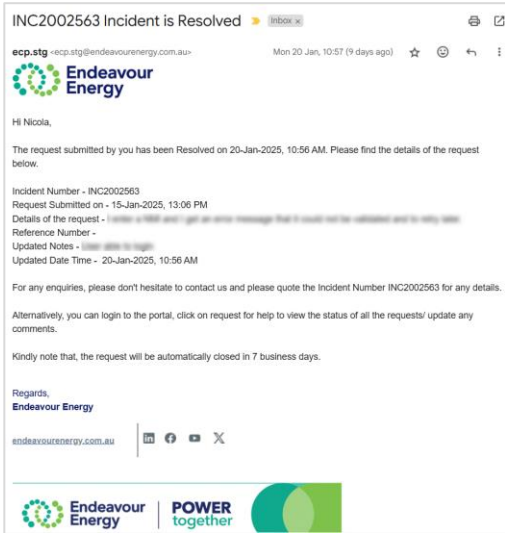 INC2002563 Incident is Resolved
Inbox x
ecp.stg <ecp.stg@endeavourenergy.com.au>
Mon 20 Jan, 10:57 (9 days ago)
Endeavour
Energy
Hi Nicola,
The request submitted by you has been Resolved on 20-Jan-2025, 10:56 AM. Please find the details of the request
below.
Incident Number - INC2002563
Request Submitted on - 15-Jan-2025, 13:06 PM
Details of the request -
Reference Number -
Updated Notes -
Updated Date Time - 20-Jan-2025, 10:56 AM
For any enquiries, please don't hesitate to contact us and please quote the Incident Number INC2002563 for any details.
Alternatively, you can login to the portal, click on request for help to view the status of all the requests/ update any
comments.
Kindly note that, the request will be automatically closed in 7 business days.
Regards,
Endeavour Energy
endeavourenergy.com.au
Endeavour
Energy
POWER
together